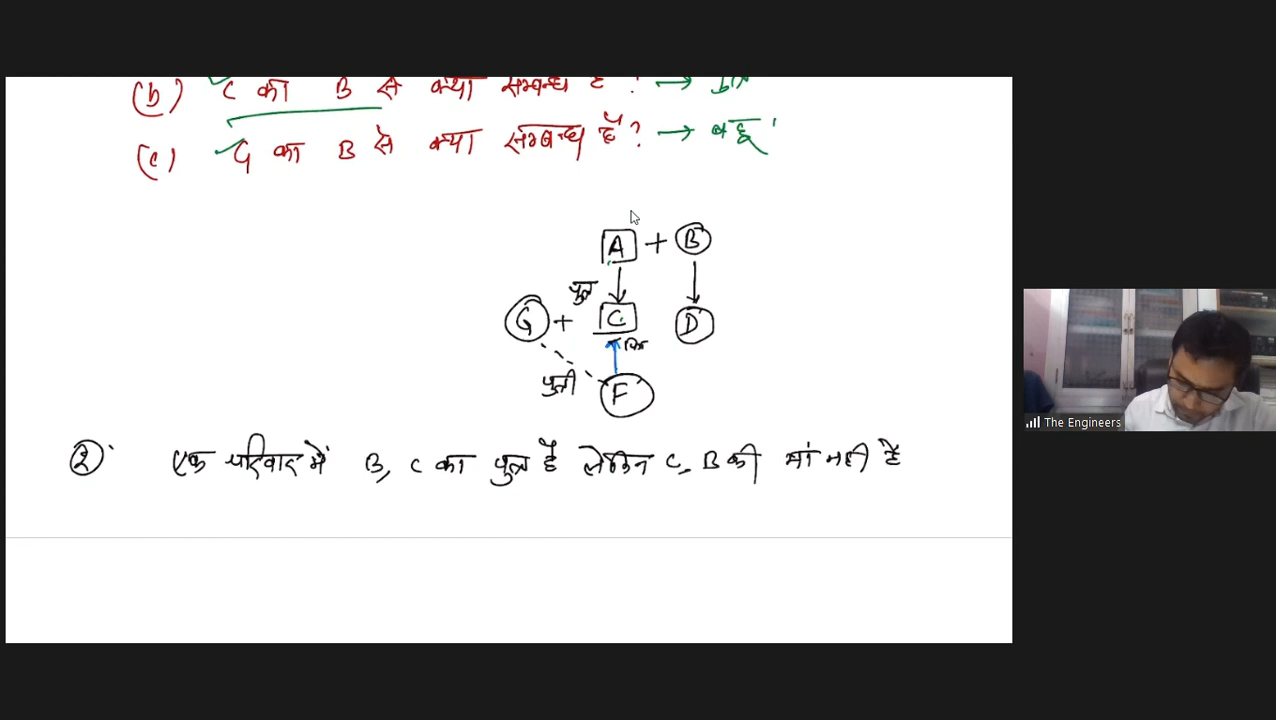 (b) C का B से क्या सम्बन्ध है? →
(c) G का B से क्या सम्बन्ध है? → बहू
A + B
पुत्र
G + C D
पुत्री F
2 एक परिवार में B, C का पुत्र है लेकिन C, B की मां नही है
The Engineers